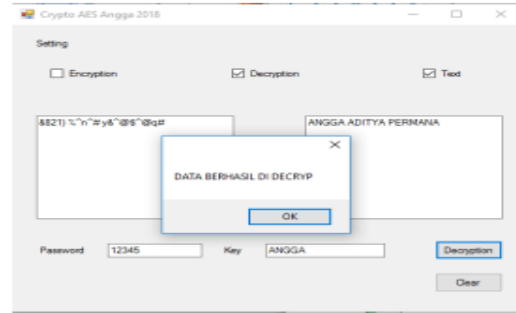 Crypto AES Angga 2018
Setting
Encryption
Decryption
Text
&821) %^n^#y&^@$^@q#
ANGGA ADITYA PERMANA
DATA BERHASIL DI DECRYP
OK
Password
12345
Key
ANGGA
Decryption
Clear